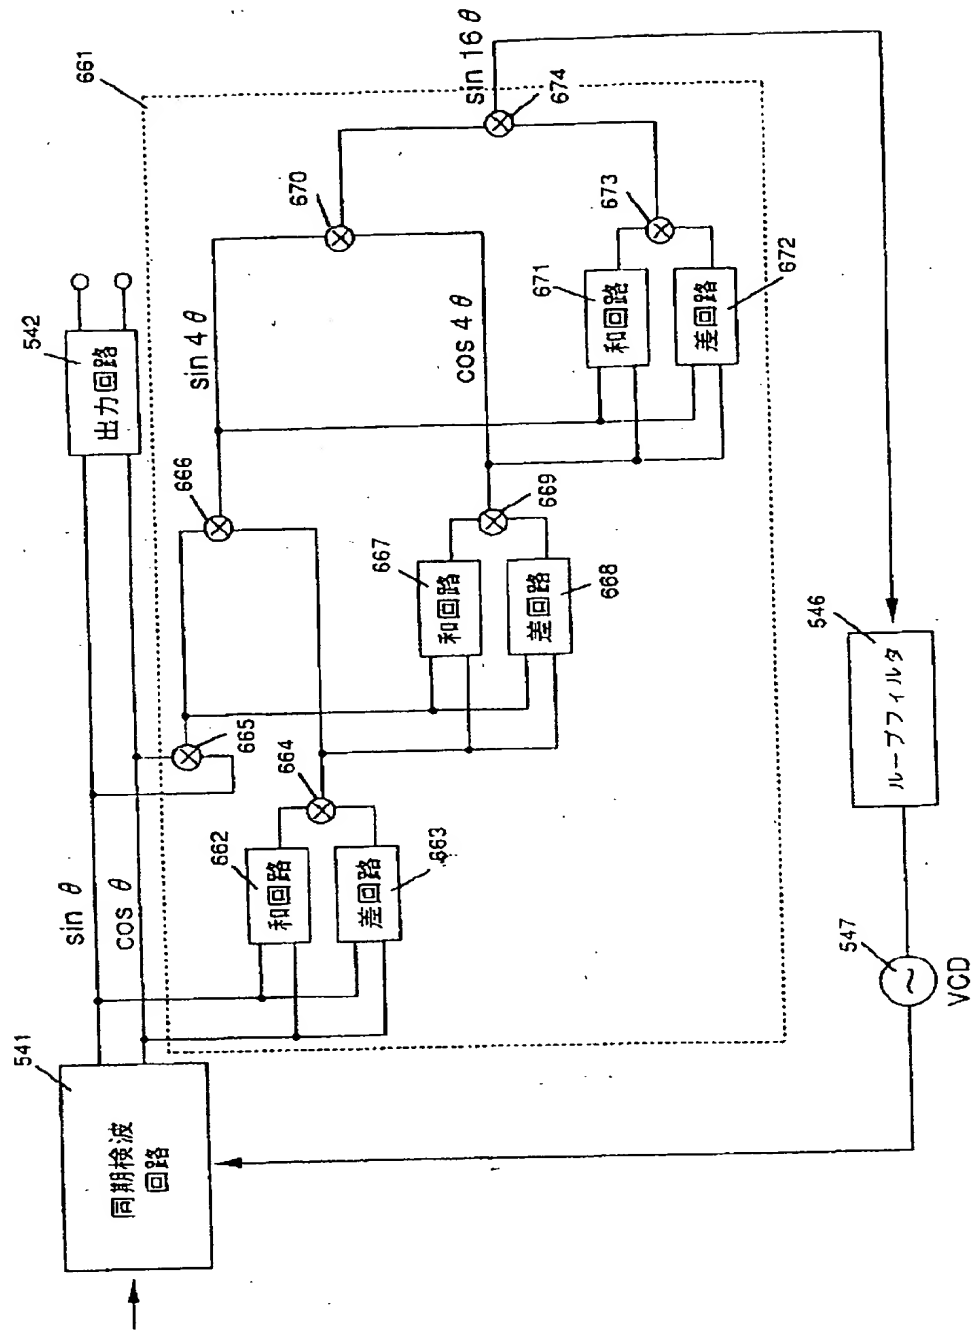 541
同期検波
回路
sin θ
cos θ
542
出力回路
661
662
和回路
差回路
663
664
665
666
667
和回路
差回路
668
669
sin 4 θ
cos 4 θ
670
671
和回路
差回路
672
673
674
sin 16 θ
546
ループフィルタ
547
VCD